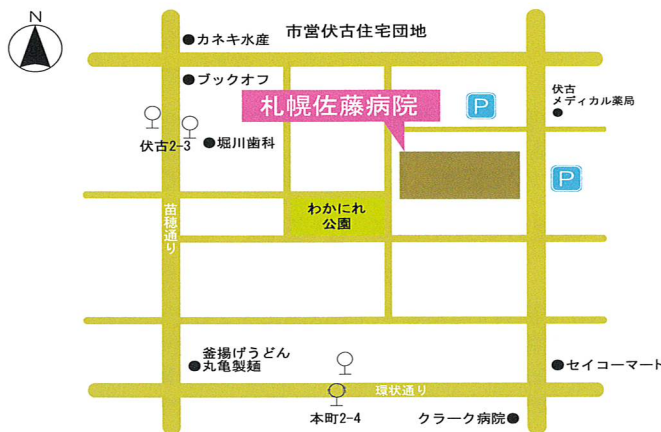 N
カネキ水産
市営伏古住宅団地
ブックオフ
札幌佐藤病院
P
伏古
メディカル薬局
伏古2-3
堀川歯科
P
わかにれ
公園
苗穂通り
釜揚げうどん
丸亀製麺
セイコーマート
環状通り
本町2-4
クラーク病院